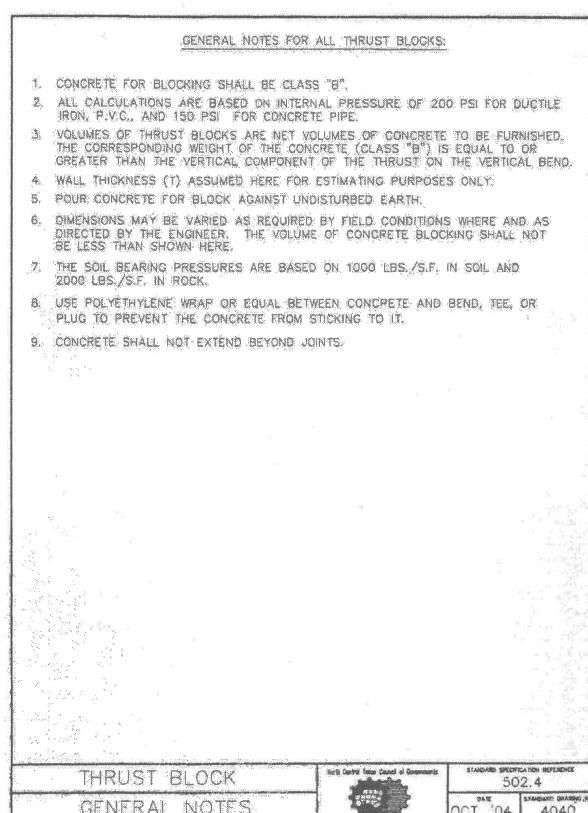 GENERAL NOTES FOR ALL THRUST BLOCKS:
1. CONCRETE FOR BLOCKING SHALL BE CLASS "B".
2. ALL CALCULATIONS ARE BASED ON INTERNAL PRESSURE OF 200 PSI FOR DUCTILE
IRON, P.V.C., AND 150 PSI FOR CONCRETE PIPE.
3. VOLUMES OF THRUST BLOCKS ARE NET VOLUMES OF CONCRETE TO BE FURNISHED.
THE CORRESPONDING WEIGHT OF THE CONCRETE (CLASS "B") IS EQUAL TO OR
GREATER THAN THE VERTICAL COMPONENT OF THE THRUST ON THE VERTICAL BEND.
4. WALL THICKNESS (T) ASSUMED HERE FOR ESTIMATING PURPOSES ONLY.
5. POUR CONCRETE FOR BLOCK AGAINST UNDISTURBED EARTH.
6. DIMENSIONS MAY BE VARIED AS REQUIRED BY FIELD CONDITIONS WHERE AND AS
DIRECTED BY THE ENGINEER. THE VOLUME OF CONCRETE BLOCKING SHALL NOT
BE LESS THAN SHOWN HERE.
7. THE SOIL BEARING PRESSURES ARE BASED ON 1000 LBS./S.F. IN SOIL AND
2000 LBS./S.F. IN ROCK.
8. USE POLYETHYLENE WRAP OR EQUAL BETWEEN CONCRETE AND BEND, TEE, OR
PLUG TO PREVENT THE CONCRETE FROM STICKING TO IT.
9. CONCRETE SHALL NOT EXTEND BEYOND JOINTS.
THRUST BLOCK
GENERAL NOTES
North Central Texas Council of Governments
STANDARD SPECIFICATION REFERENCE
502.4
DATE
OCT. '04
STANDARD DRAWING
4040